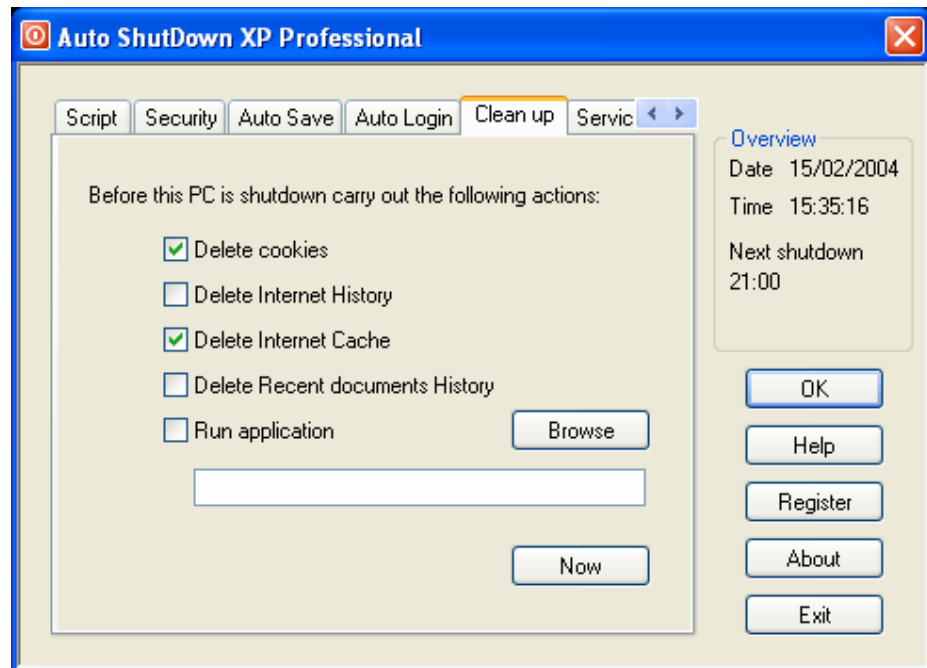 Auto ShutDown XP Professional
Script Security Auto Save Auto Login Clean up Servic
Before this PC is shutdown carry out the following actions:
Delete cookies
Delete Internet History
Delete Internet Cache
Delete Recent documents History
Run application
Browse
Now
Overview
Date 15/02/2004
Time 15:35:16
Next shutdown
21:00
OK
Help
Register
About
Exit